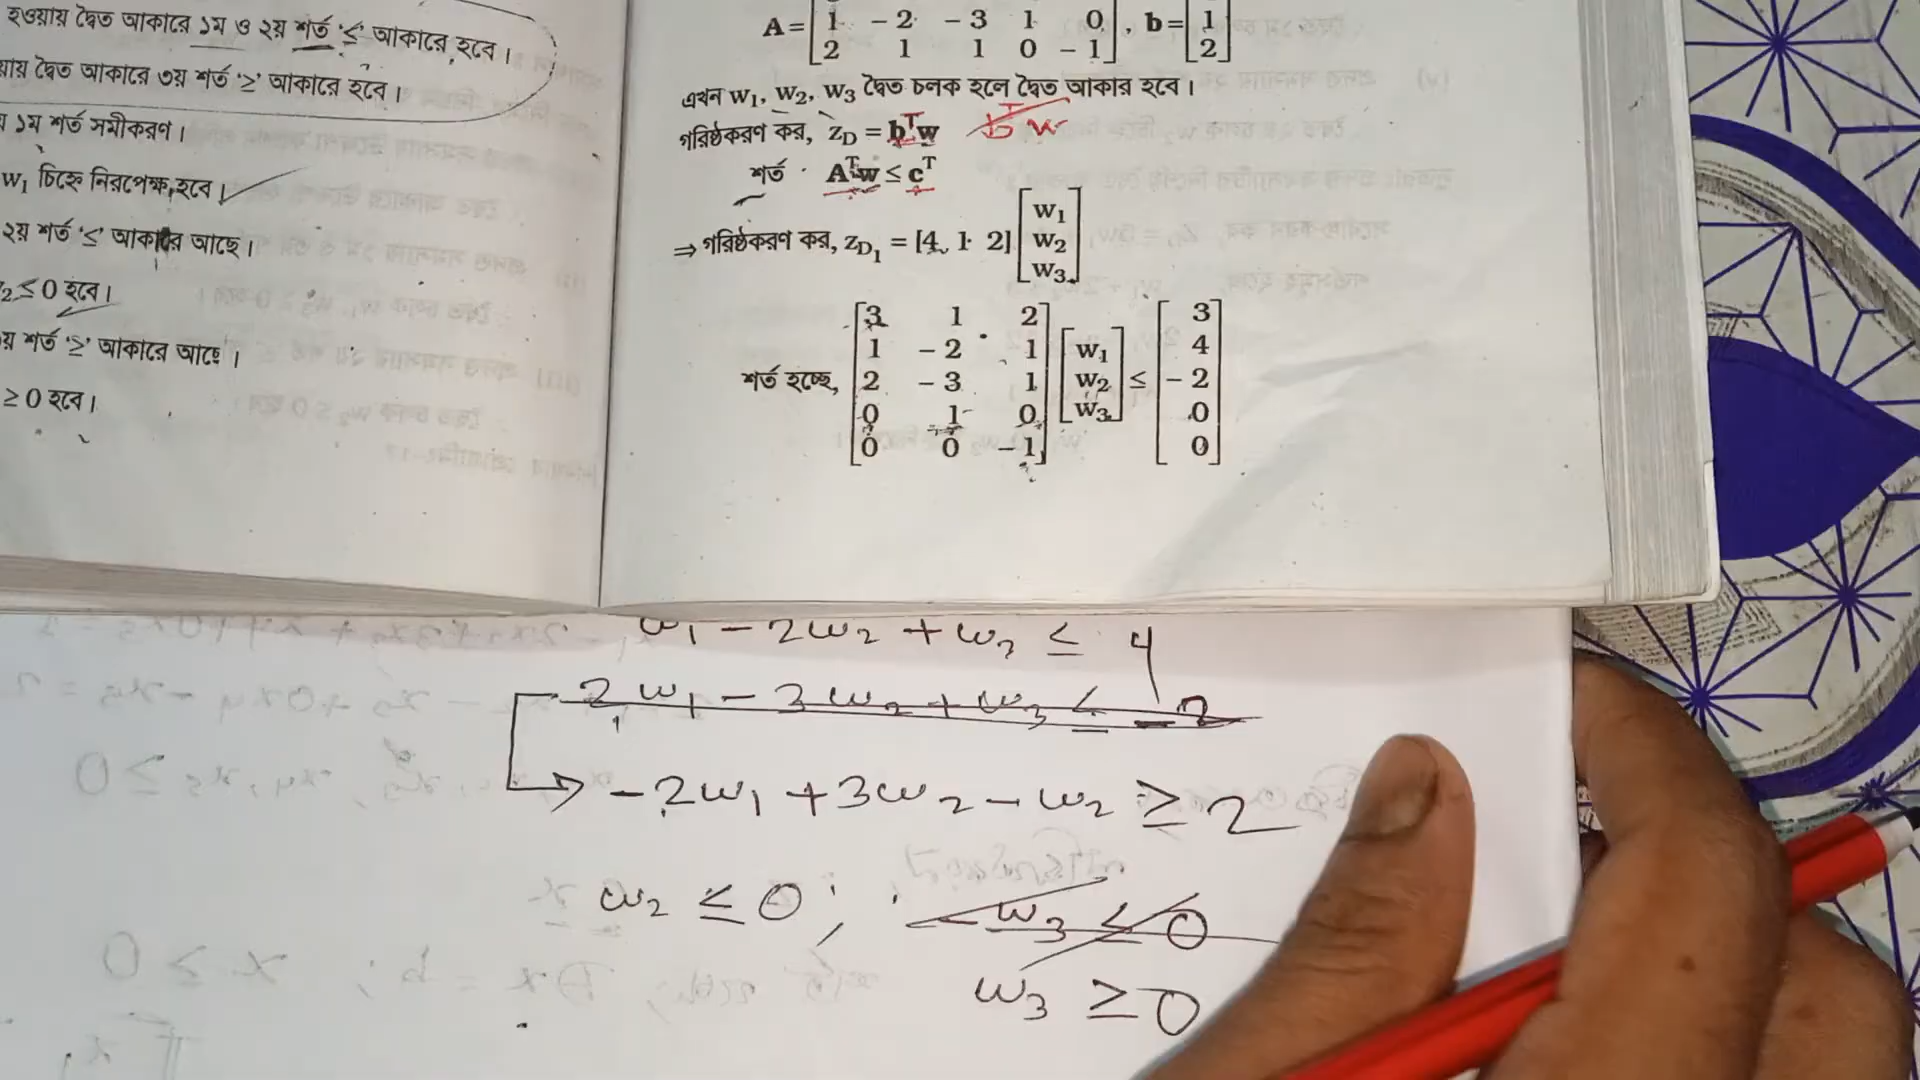 হওয়ায় দ্বৈত আকারে ১ম ও ২য় শর্ত '≤' আকারে হবে।
য়ায় দ্বৈত আকারে ৩য় শর্ত '≥' আকারে হবে।
১ম শর্ত সমীকরণ।
w₁ চিহ্নে নিরপেক্ষ হবে।
২য় শর্ত '≤' আকারে আছে।
₂ ≤ 0 হবে।
য় শর্ত '≥' আকারে আছে।
≥ 0 হবে।
A = [1 −2 −3 1 0
2 1 1 0 −1], b = [1
2]
এখন w₁, w₂, w₃ দ্বৈত চলক হলে দ্বৈত আকার হবে।
গরিষ্ঠকরণ কর, z_D = bᵀw bᵀw
শর্ত Aᵀw ≤ cᵀ
⇒ গরিষ্ঠকরণ কর, z_D₁ = [4 1 2] [w₁
w₂
w₃]
শর্ত হচ্ছে, [3 1 2
1 −2 1
2 −3 1
0 1 0
0 0 −1] [w₁
w₂
w₃] ≤ [3
4
−2
0
0]
w₁ − 2w₂ + w₃ ≤ 4
2w₁ − 3w₂ + w₃ ≤ −2
−2w₁ + 3w₂ − w₂ ≥ 2
w₂ ≤ 0; w₃ ≤ 0
w₃ ≥ 0